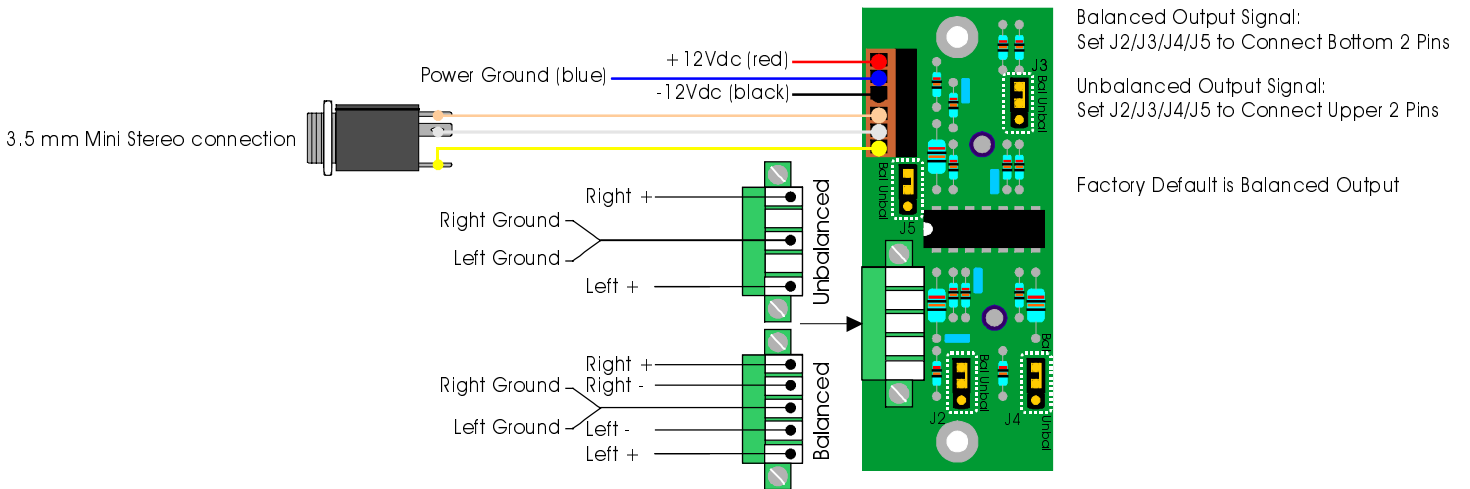 Balanced Output Signal:
Set J2/J3/J4/J5 to Connect Bottom 2 Pins
Unbalanced Output Signal:
Set J2/J3/J4/J5 to Connect Upper 2 Pins
Factory Default is Balanced Output
+12Vdc (red)
Power Ground (blue)
-12Vdc (black)
3.5 mm Mini Stereo connection
J3
Bal Unbal
Bal Unbal
J5
Right +
Right Ground
Left Ground
Left +
Unbalanced
Right +
Right Ground
Right -
Left Ground
Left -
Left +
Balanced
Bal Unbal
J2
Bal
Unbal
J4